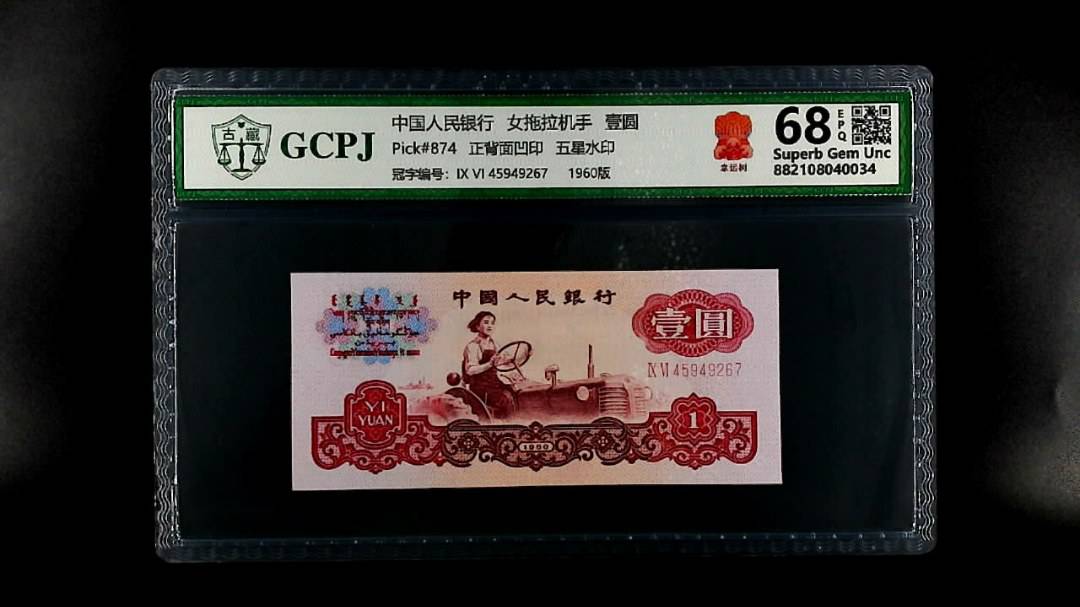 古藏
GCPJ
中国人民银行 女拖拉机手 壹圆
Pick#874 正背面凹印 五星水印
冠字编号: IX VI 45949267 1960版
幸运树
68 EPQ
Superb Gem Unc
882108040034
中國人民銀行
壹圓
IX VI 45949267
YI
YUAN
1960
1